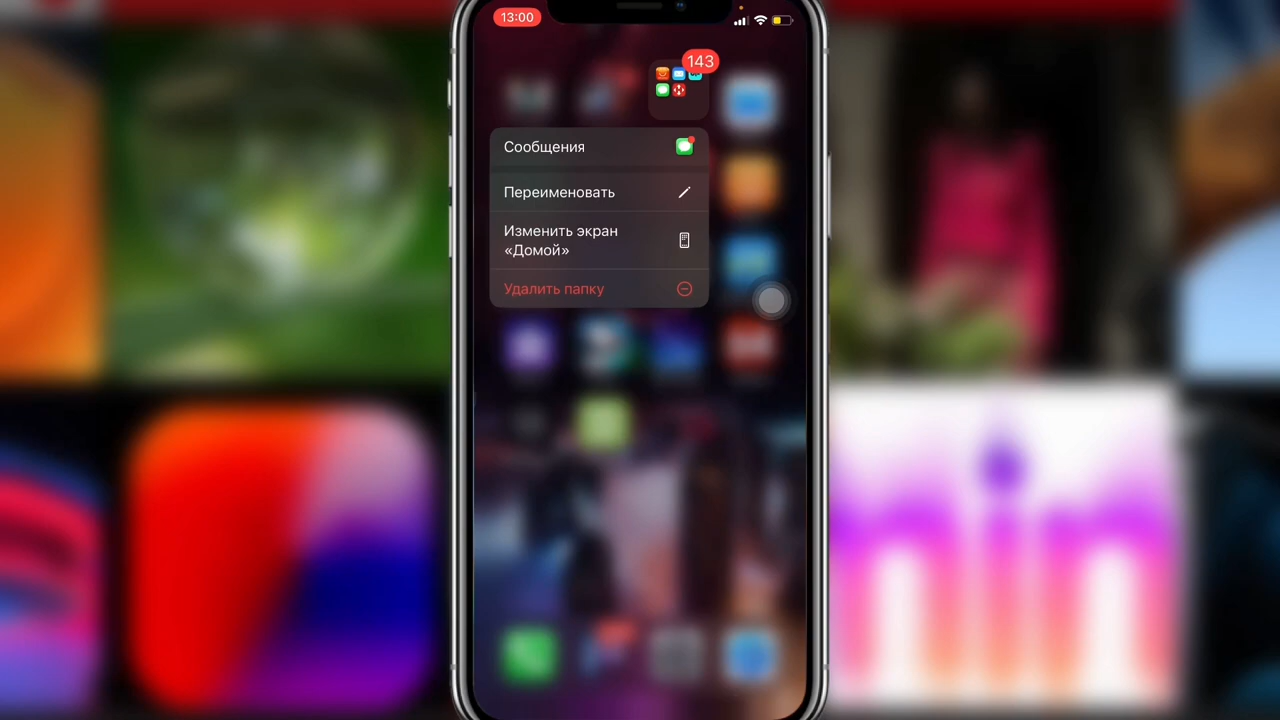 13:00
143
Сообщения
Переименовать
Изменить экран
«Домой»
Удалить папку